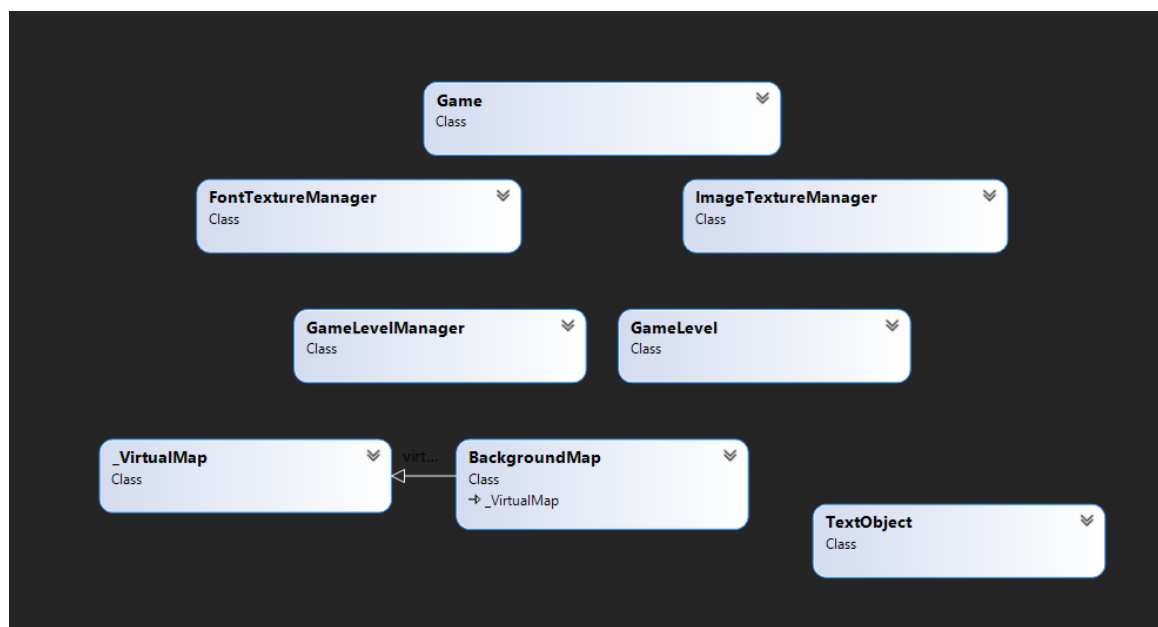 Game
Class
FontTextureManager
Class
ImageTextureManager
Class
GameLevelManager
Class
GameLevel
Class
_VirtualMap
Class
virt...
BackgroundMap
Class
_VirtualMap
TextObject
Class